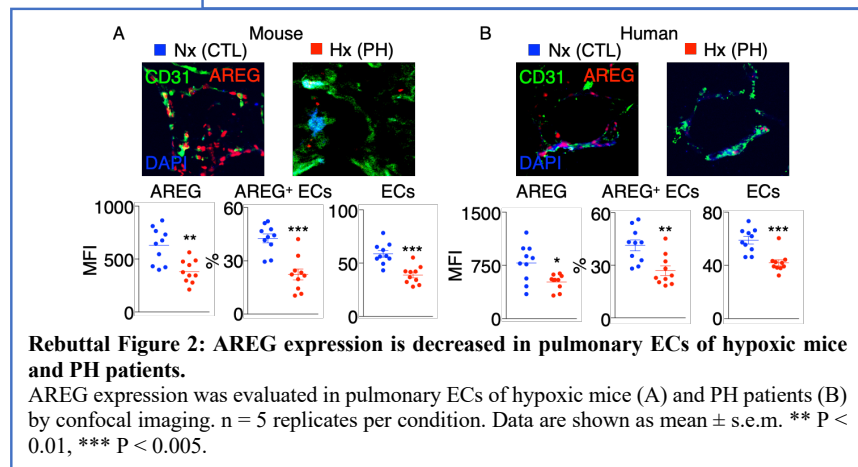 A Mouse
Nx (CTL) Hx (PH)
CD31 AREG
DAPI
B Human
Nx (CTL) Hx (PH)
CD31 AREG
DAPI
AREG
MFI
1000
500
0
**
AREG⁺ ECs
%
60
30
0
***
ECs
100
50
0
***
AREG
MFI
1500
750
0
*
AREG⁺ ECs
%
60
30
0
**
ECs
80
40
0
***
Rebuttal Figure 2: AREG expression is decreased in pulmonary ECs of hypoxic mice
and PH patients.
AREG expression was evaluated in pulmonary ECs of hypoxic mice (A) and PH patients (B)
by confocal imaging. n = 5 replicates per condition. Data are shown as mean ± s.e.m. ** P <
0.01, *** P < 0.005.